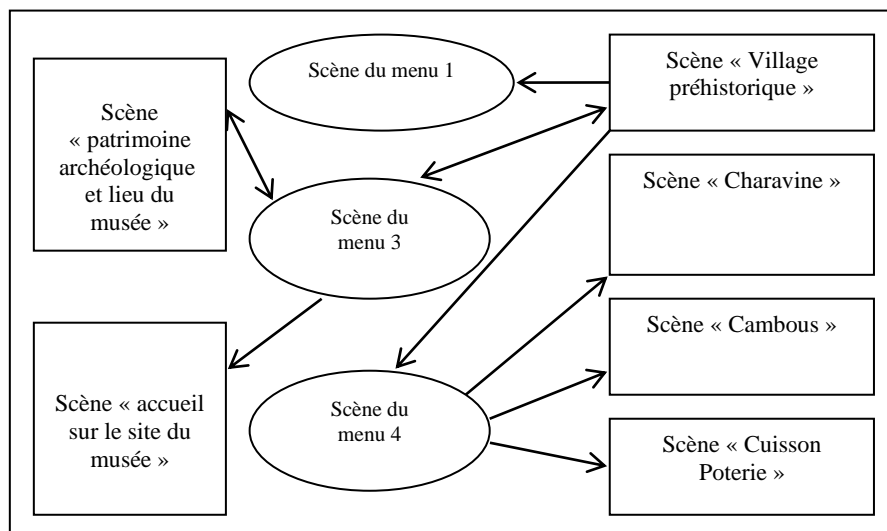 Scène du menu 1
Scène « Village
préhistorique »
Scène
« patrimoine
archéologique
et lieu du
musée »
Scène « Charavine »
Scène du
menu 3
Scène « Cambous »
Scène « accueil
sur le site du
musée »
Scène du
menu 4
Scène « Cuisson
Poterie »